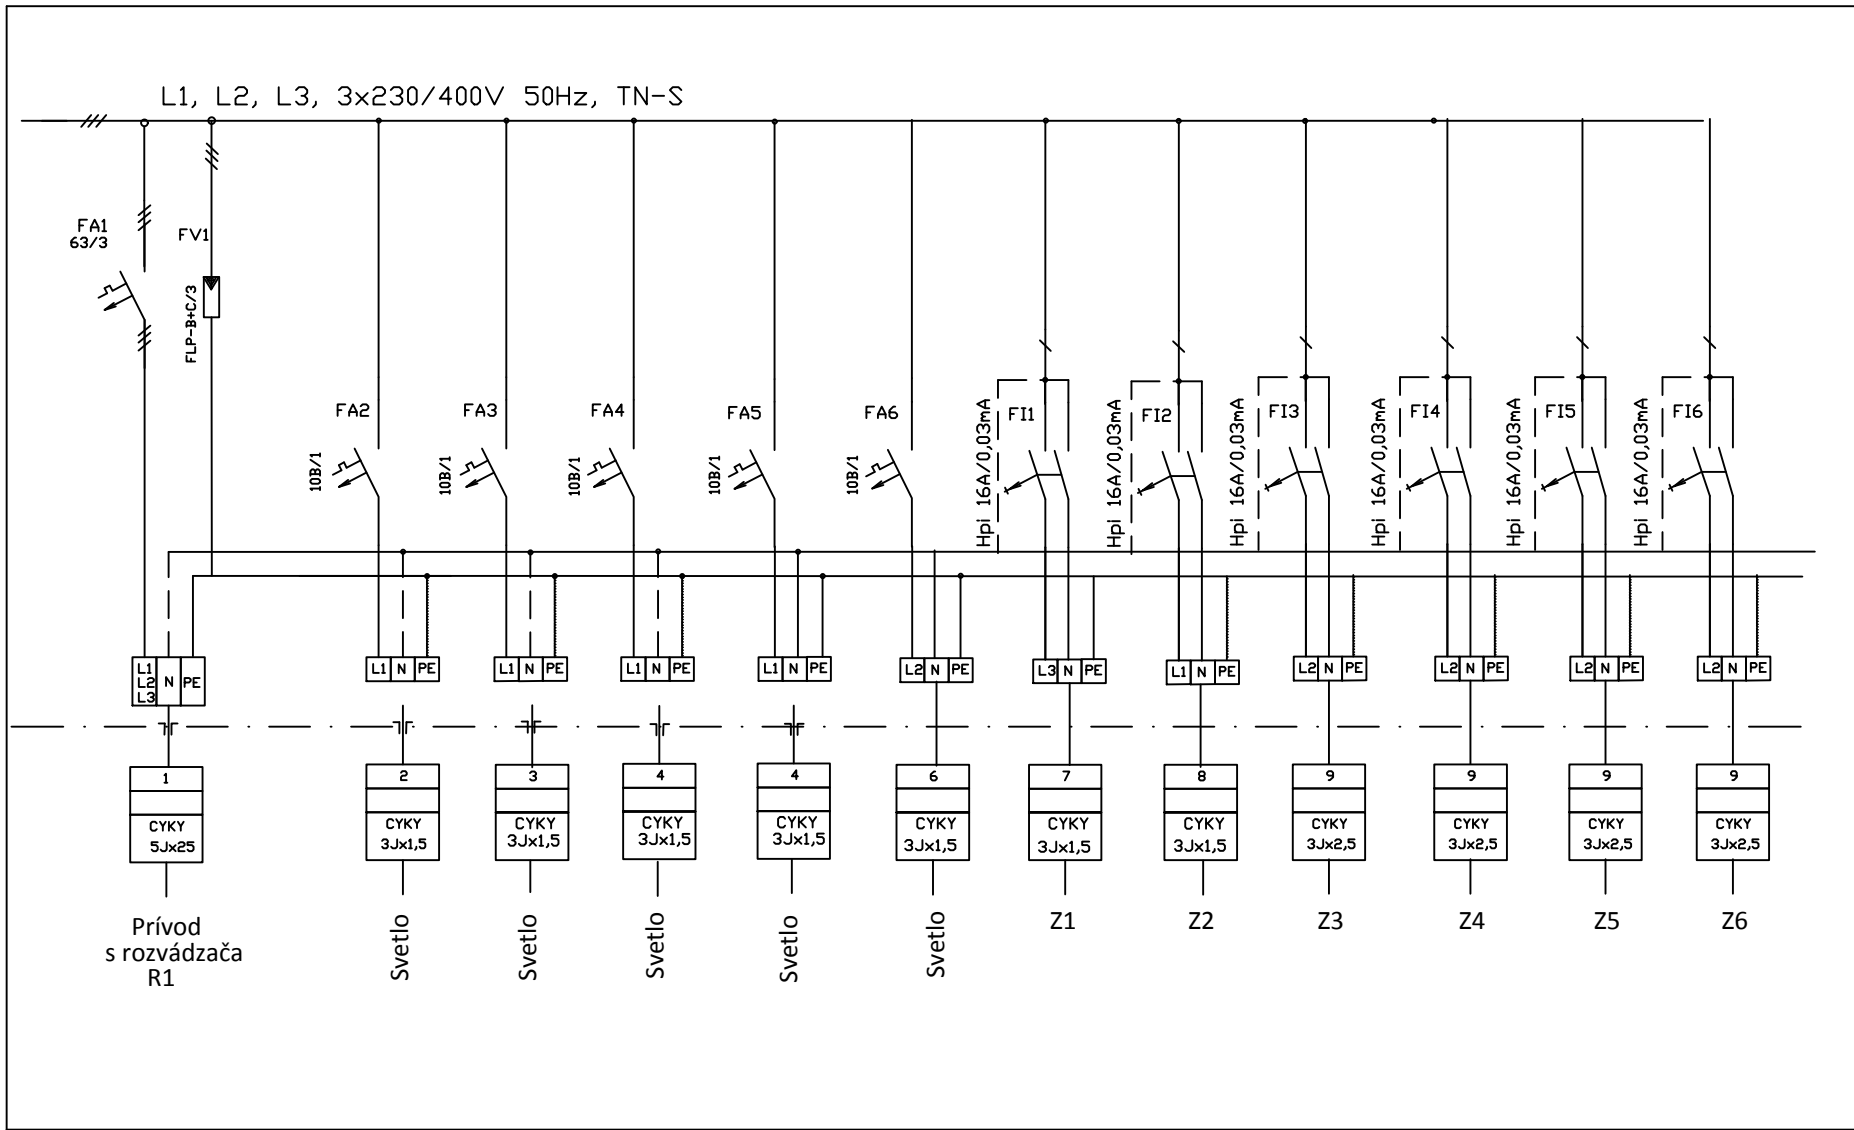 L1, L2, L3, 3x230/400V 50Hz, TN-S
FA1
63/3
FV1
FLP-B+C/3
FA2
10B/1
FA3
10B/1
FA4
10B/1
FA5
10B/1
FA6
10B/1
FI1
Hpi 16A/0,03mA
FI2
Hpi 16A/0,03mA
FI3
Hpi 16A/0,03mA
FI4
Hpi 16A/0,03mA
FI5
Hpi 16A/0,03mA
FI6
Hpi 16A/0,03mA
L1
L2
L3
N PE
L1 N PE
L1 N PE
L1 N PE
L1 N PE
L2 N PE
L3 N PE
L1 N PE
L2 N PE
L2 N PE
L2 N PE
L2 N PE
1
CYKY
5Jx25
2
CYKY
3Jx1,5
3
CYKY
3Jx1,5
4
CYKY
3Jx1,5
4
CYKY
3Jx1,5
6
CYKY
3Jx1,5
7
CYKY
3Jx1,5
8
CYKY
3Jx1,5
9
CYKY
3Jx2,5
9
CYKY
3Jx2,5
9
CYKY
3Jx2,5
9
CYKY
3Jx2,5
Prívod
s rozvádzača
R1
Svetlo
Svetlo
Svetlo
Svetlo
Svetlo
Z1
Z2
Z3
Z4
Z5
Z6